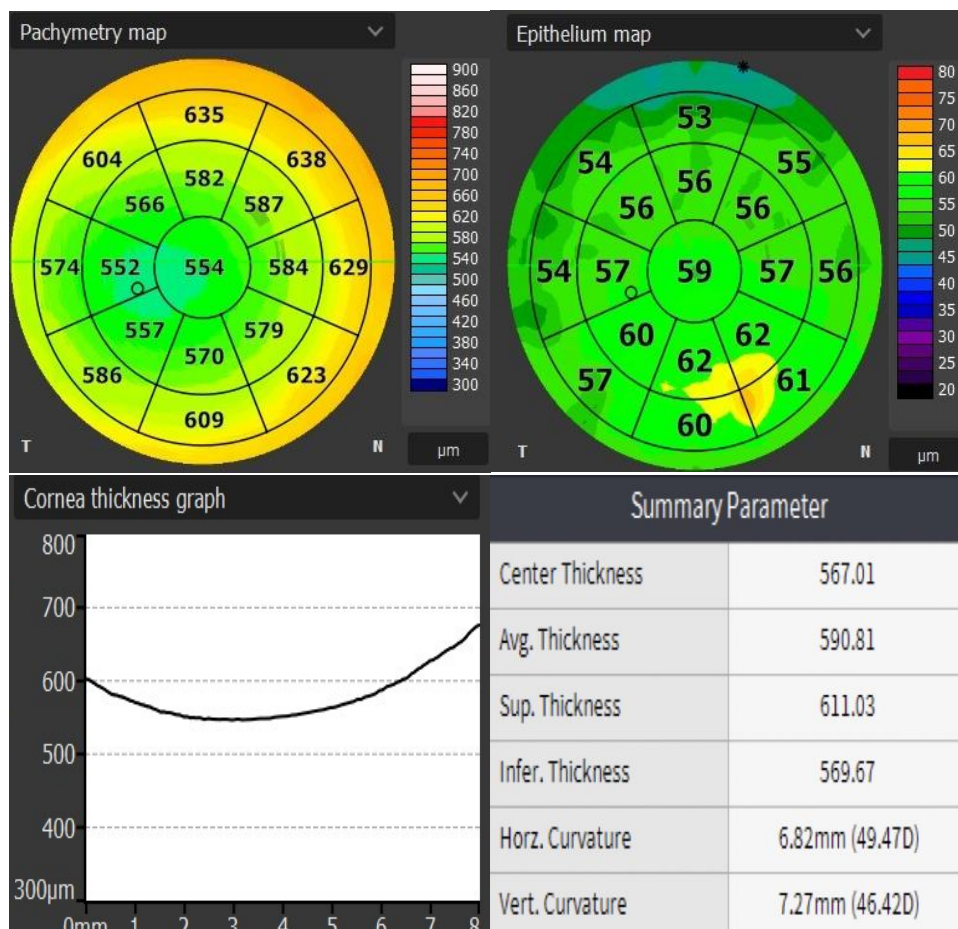 Pachymetry map
635
604 638
582
566 587
574 552 554 584 629
557 579
586 570 623
609
T N
900
860
820
780
740
700
660
620
580
540
500
460
420
380
340
300
µm
Epithelium map
*
53
54 55
56
56 56
54 57 59 57 56
60 62
57 62 61
60
T N
80
75
70
65
60
55
50
45
40
35
30
25
20
µm
Cornea thickness graph
800
700
600
500
400
300µm
0mm 1 2 3 4 5 6 7 8
Summary Parameter
Center Thickness 567.01
Avg. Thickness 590.81
Sup. Thickness 611.03
Infer. Thickness 569.67
Horz. Curvature 6.82mm (49.47D)
Vert. Curvature 7.27mm (46.42D)